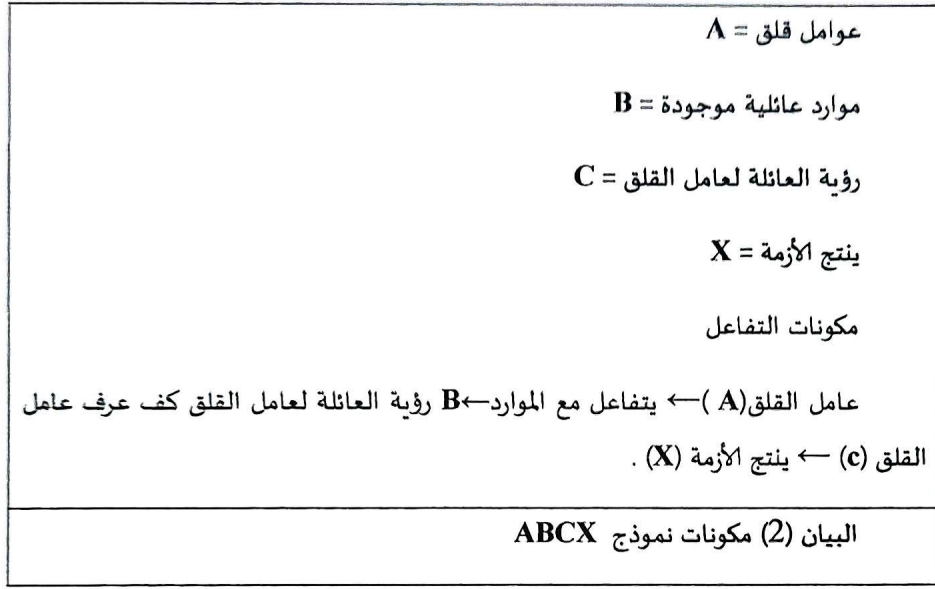 عوامل قلق = A
موارد عائلية موجودة = B
رؤية العائلة لعامل القلق = C
ينتج الأزمة = X
مكونات التفاعل
عامل القلق(A )← يتفاعل مع الموارد←B رؤية العائلة لعامل القلق كف عرف عامل
القلق (c) ← ينتج الأزمة (X) .
البيان (2) مكونات نموذج ABCX